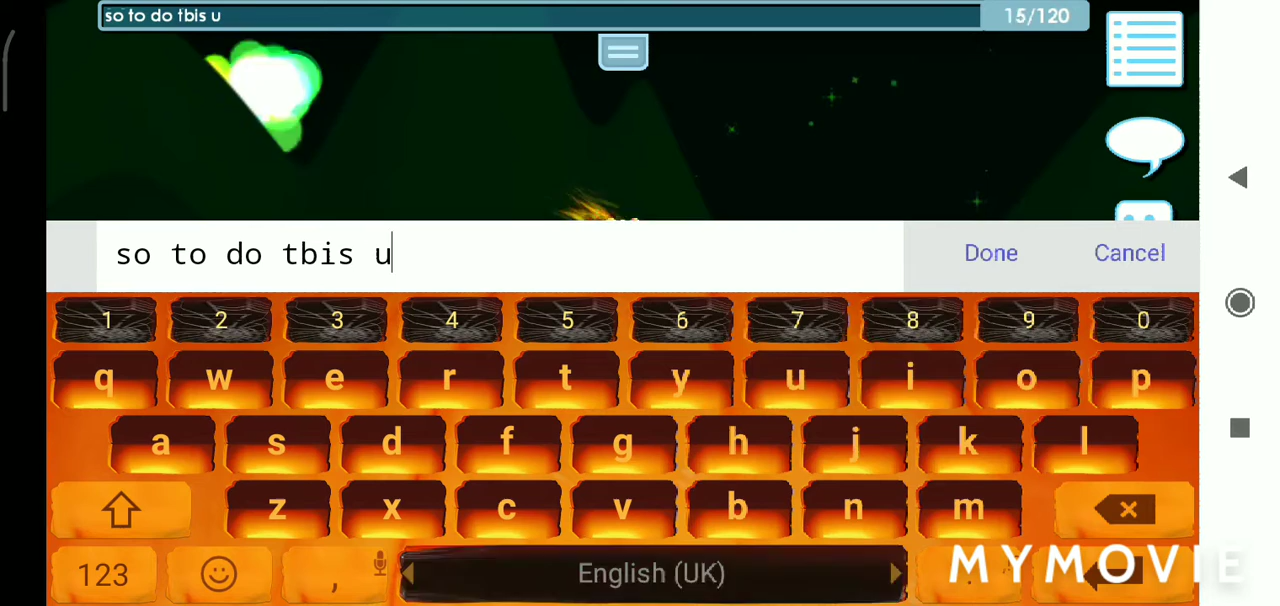 so to do tbis u
15/120
so to do tbis u
Done
Cancel
1 2 3 4 5 6 7 8 9 0
q w e r t y u i o p
a s d f g h j k l
z x c v b n m
123 , English (UK) .
MYMOVIE